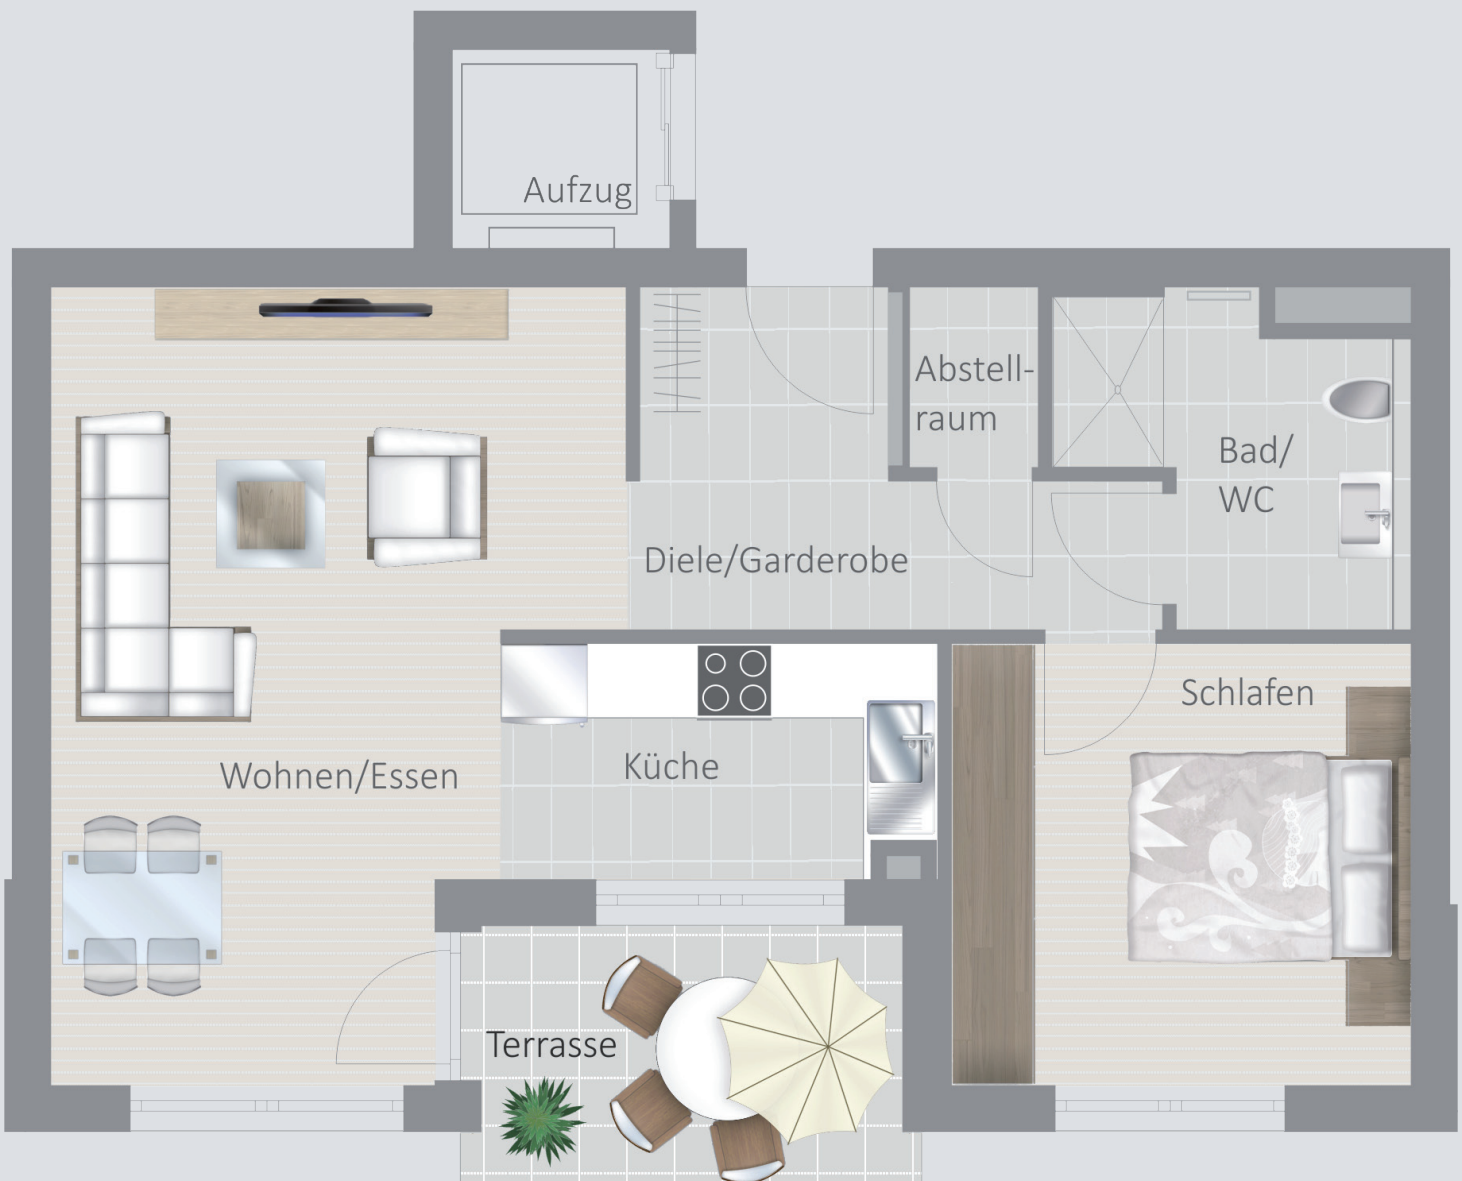 Aufzug
Abstell-
raum
Bad/
WC
Diele/Garderobe
Schlafen
Wohnen/Essen
Küche
Terrasse